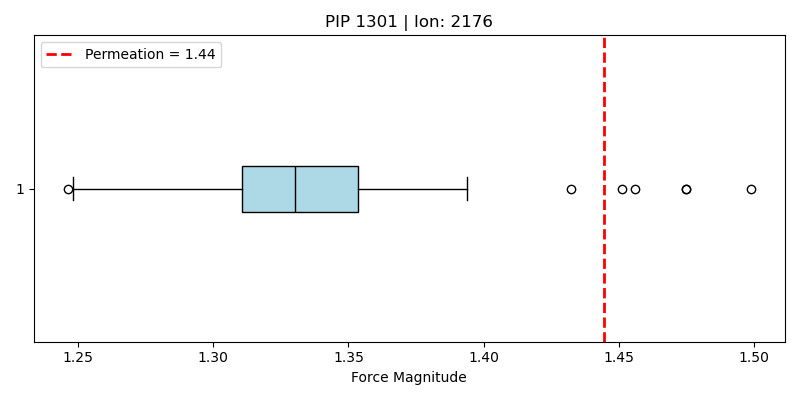 PIP 1301 | Ion: 2176
Permeation = 1.44
1
1.25 1.30 1.35 1.40 1.45 1.50
Force Magnitude